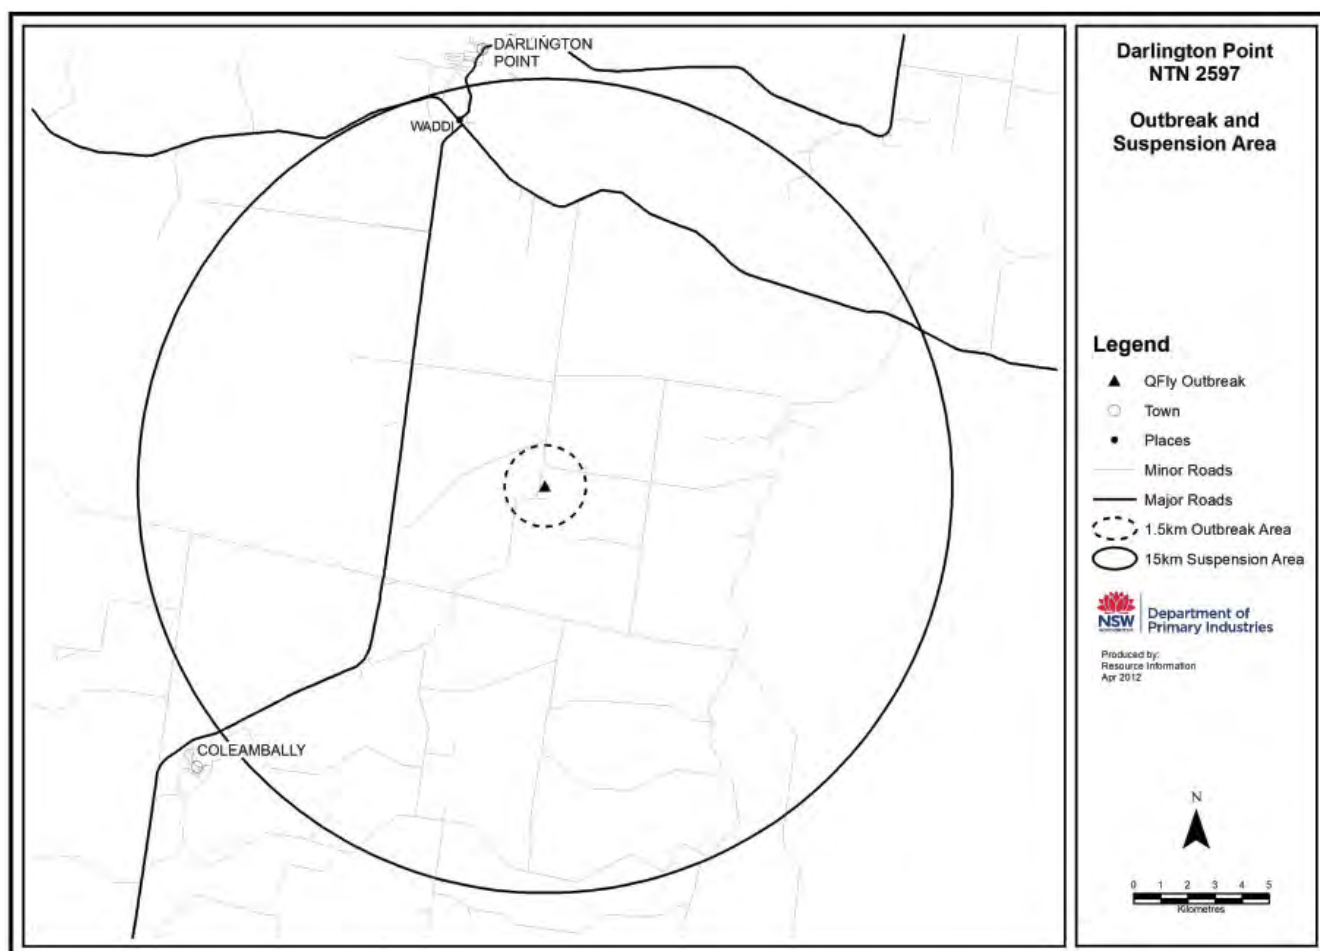 DARLINGTON
POINT
WADDI
COLEAMBALLY
Darlington Point
NTN 2597
Outbreak and
Suspension Area
Legend
QFly Outbreak
Town
Places
Minor Roads
Major Roads
1.5km Outbreak Area
15km Suspension Area
NSW
Department of
Primary Industries
Produced by:
Resource Information
Apr 2012
N
0 1 2 3 4 5
Kilometres